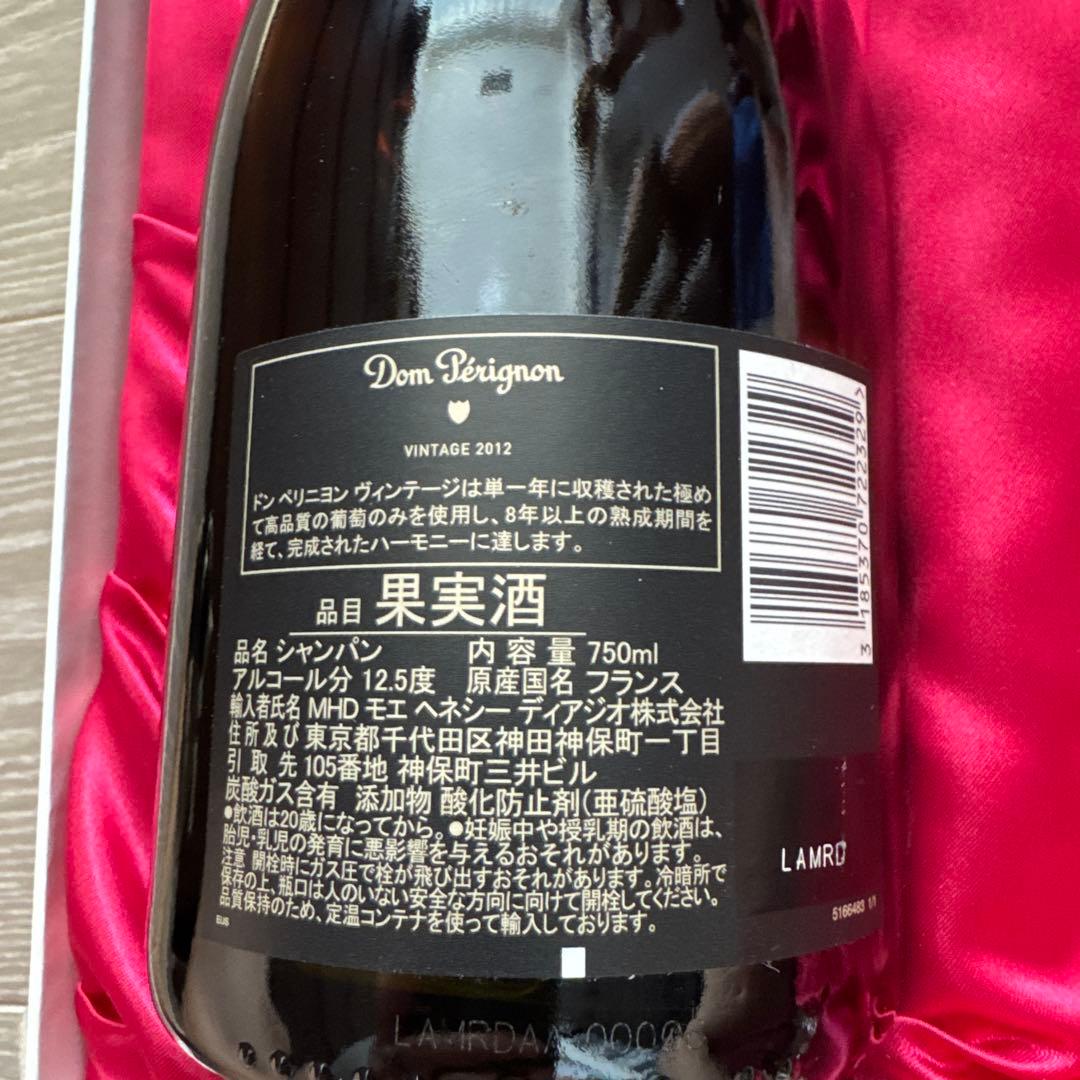 Dom Pérignon
VINTAGE 2012
ドン ペリニヨン ヴィンテージは単一年に収穫された極め
て高品質の葡萄のみを使用し、8年以上の熟成期間を
経て、完成されたハーモニーに達します。
品目 果実酒
品名 シャンパン 内容量 750ml
アルコール分 12.5度 原産国名 フランス
輸入者氏名 MHD モエ ヘネシー ディアジオ株式会社
住所及び 東京都千代田区神田神保町一丁目
引取先 105番地 神保町三井ビル
炭酸ガス含有 添加物 酸化防止剤(亜硫酸塩)
●飲酒は20歳になってから。●妊娠中や授乳期の飲酒は、
胎児・乳児の発育に悪影響を与えるおそれがあります。
注意 開栓時にガス圧で栓が飛び出すおそれがあります。冷暗所で
保存の上、瓶口は人のいない安全な方向に向けて開栓してください。
品質保持のため、定温コンテナを使って輸入しております。
EUS
3 185370 722329
LAMRD
5166483 1/1
LAMRDAA